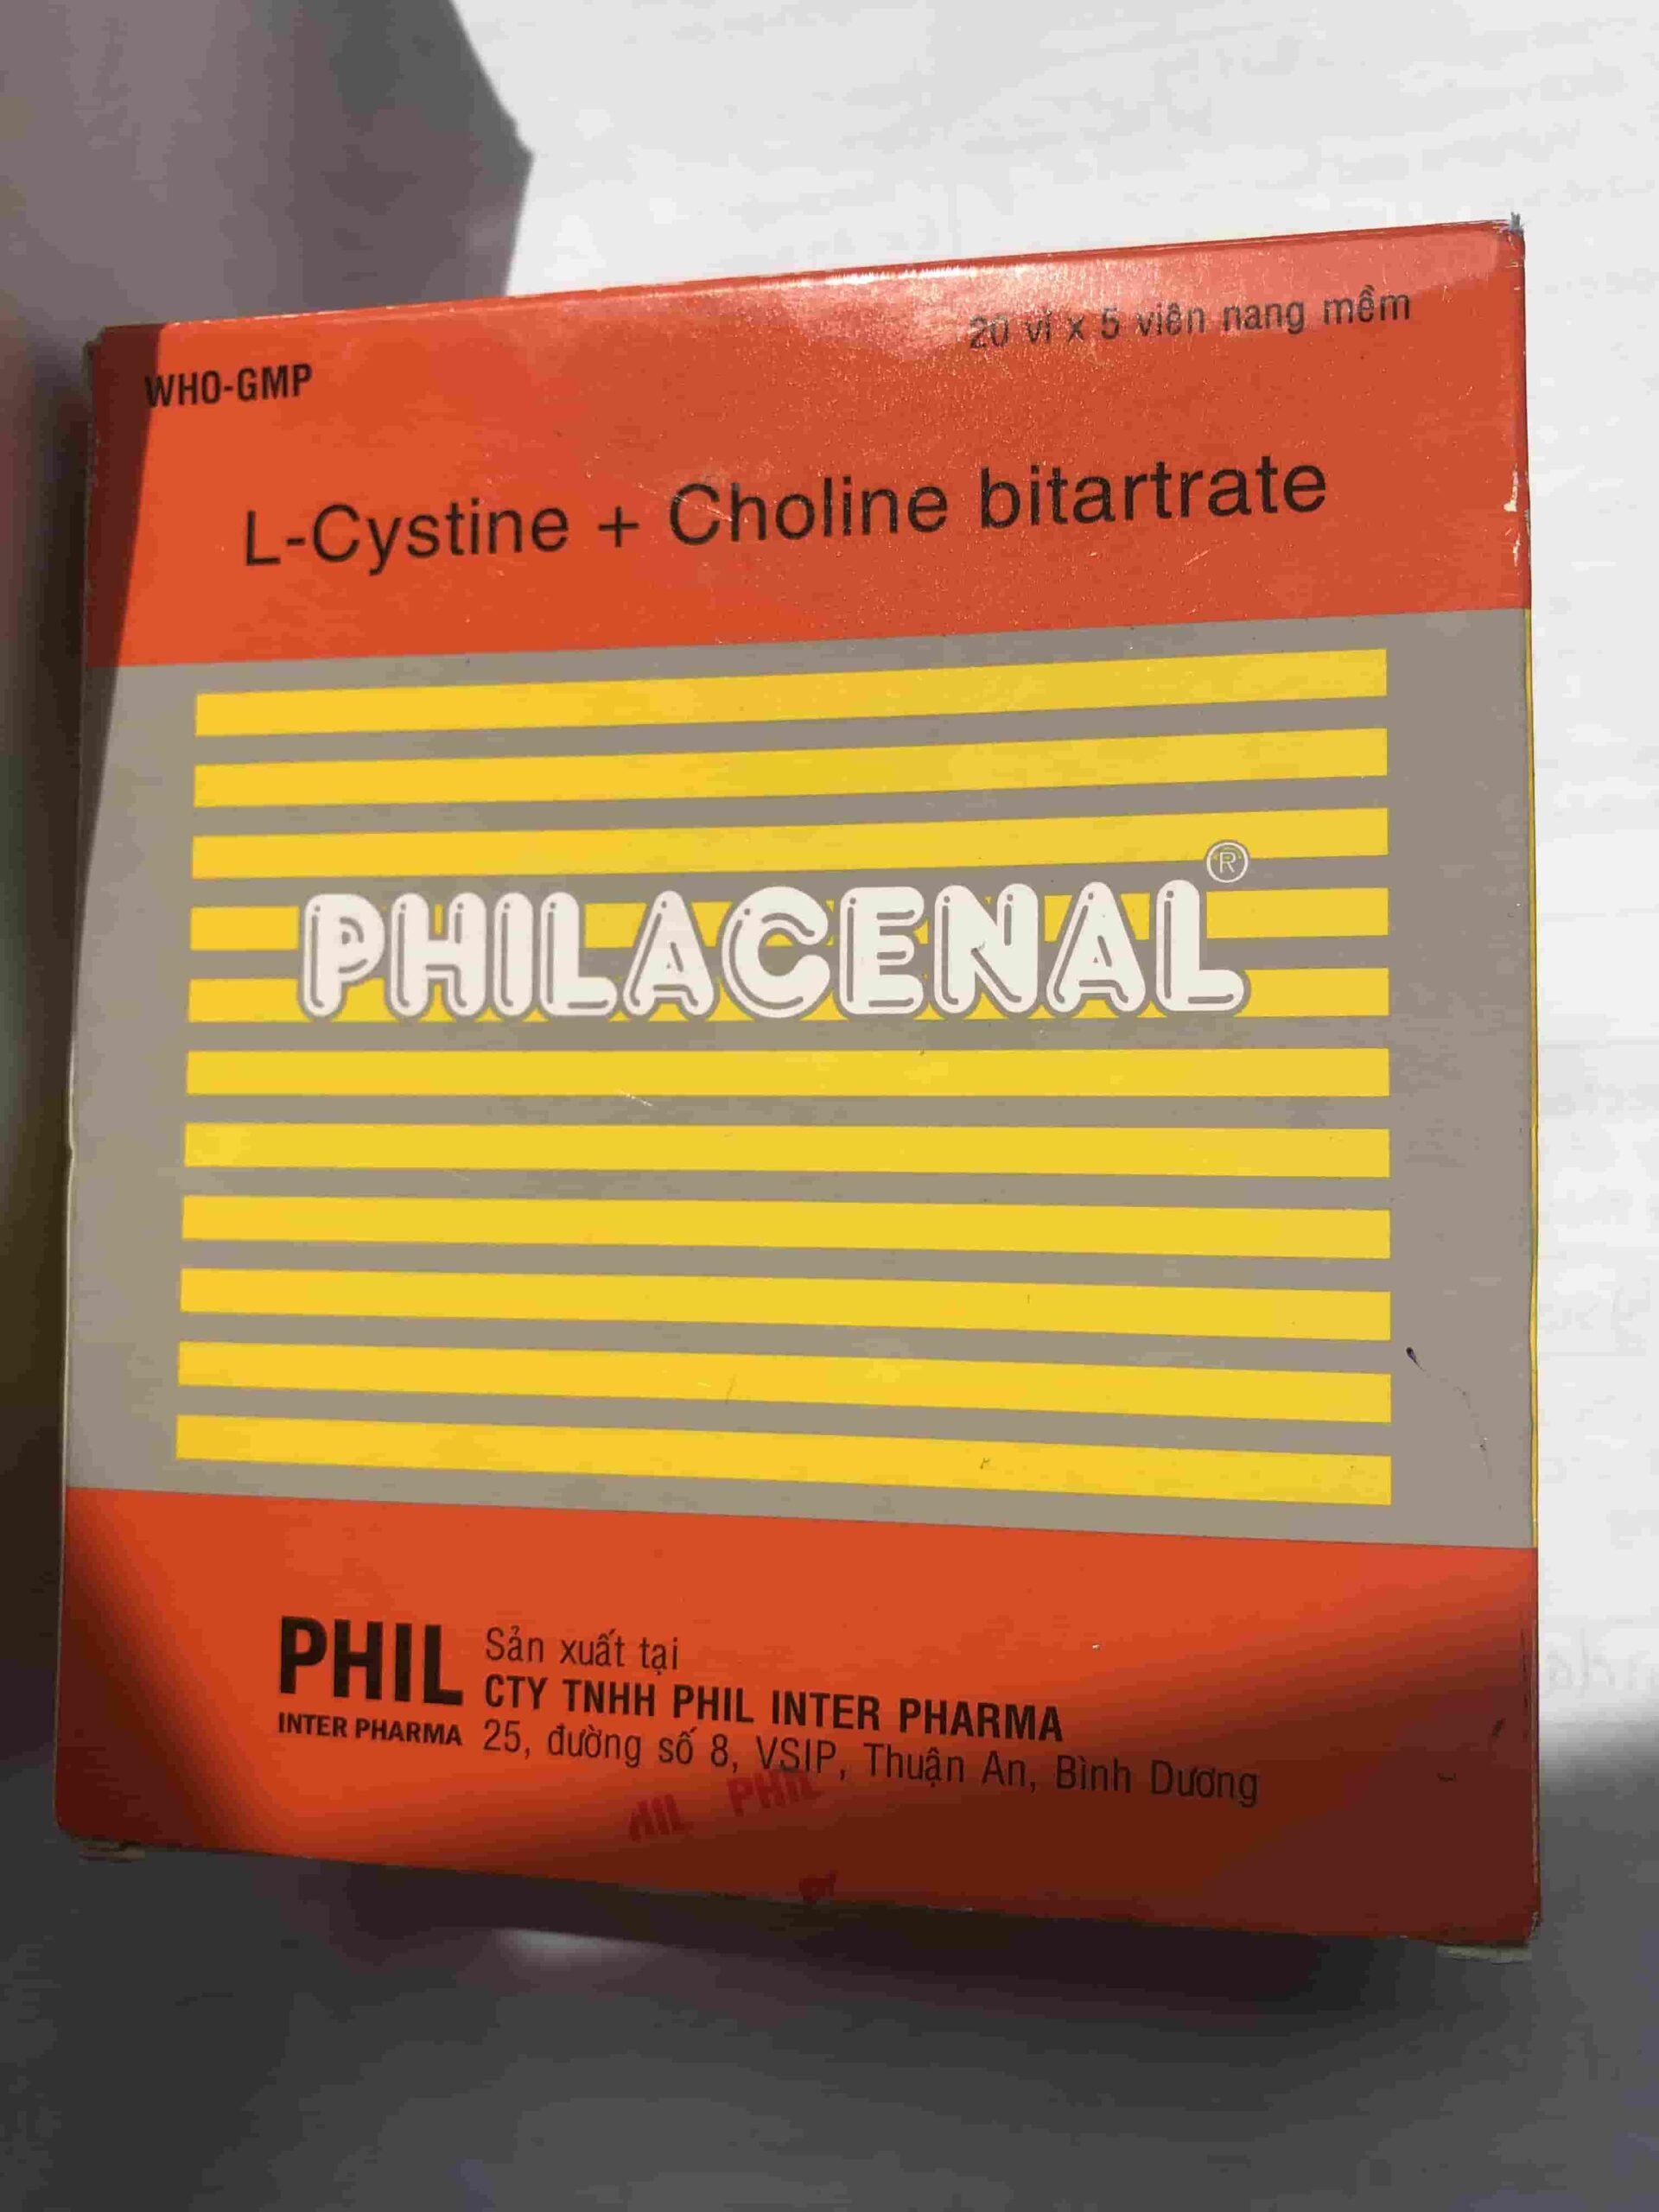 WHO-GMP
20 vỉ x 5 viên nang mềm
L-Cystine + Choline bitartrate
PHILACENAL®
PHIL
INTER PHARMA
Sản xuất tại
CTY TNHH PHIL INTER PHARMA
25, đường số 8, VSIP, Thuận An, Bình Dương
PHIL